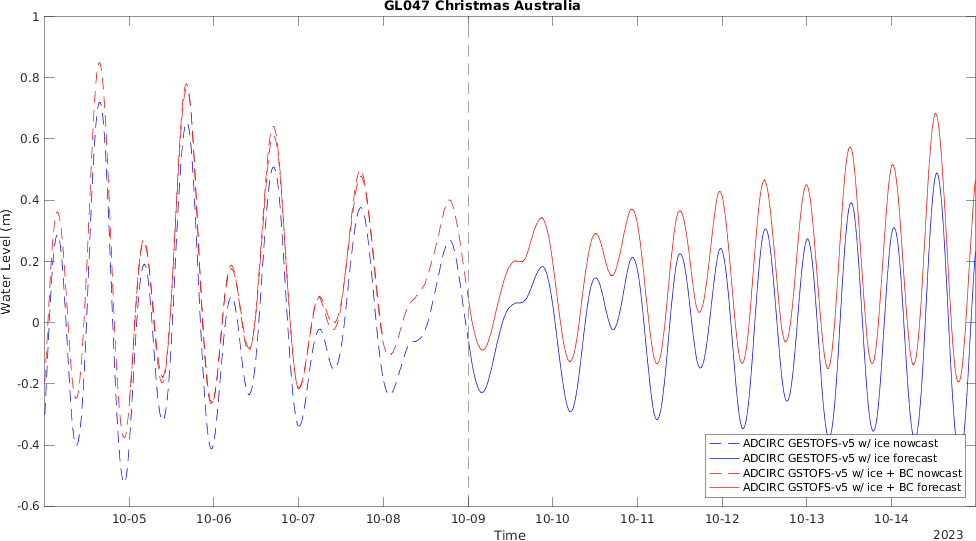 GL047 Christmas Australia
Water Level (m)
1
0.8
0.6
0.4
0.2
0
-0.2
-0.4
-0.6
10-05 10-06 10-07 10-08 10-09 10-10 10-11 10-12 10-13 10-14
Time
2023
ADCIRC GESTOFS-v5 w/ ice nowcast
ADCIRC GESTOFS-v5 w/ ice forecast
ADCIRC GSTOFS-v5 w/ ice + BC nowcast
ADCIRC GSTOFS-v5 w/ ice + BC forecast